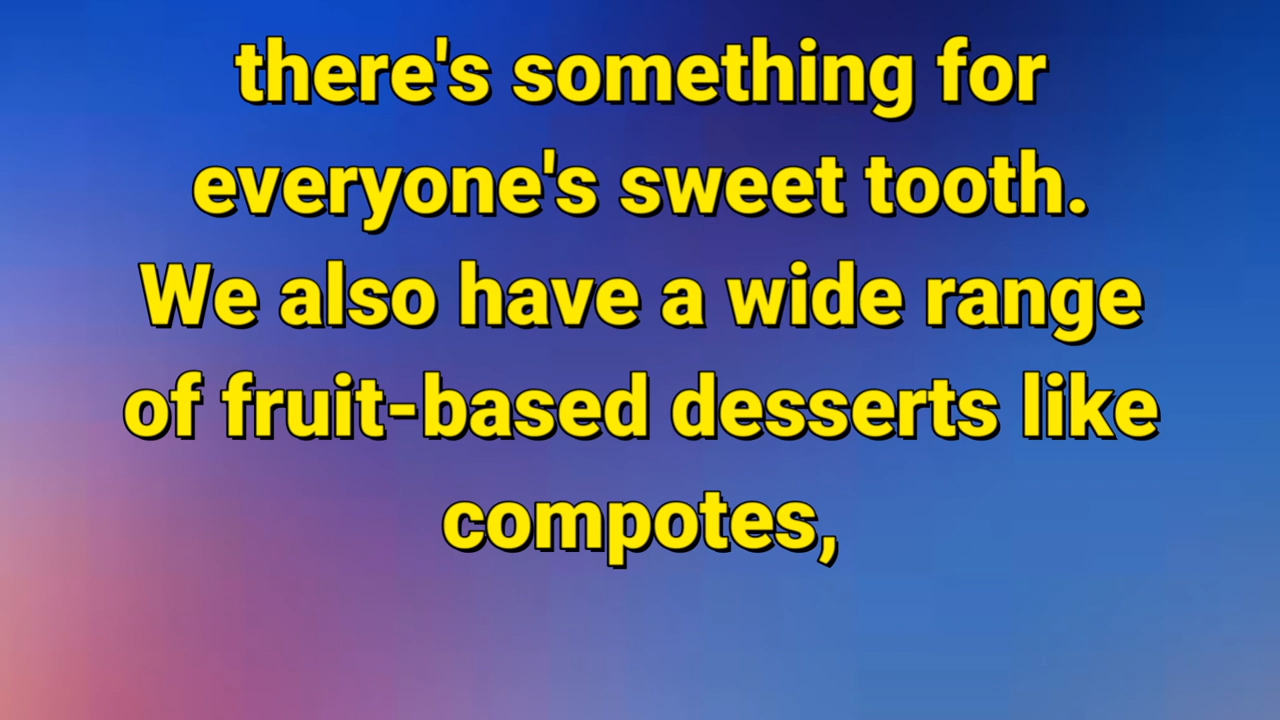 there's something for
everyone's sweet tooth.
We also have a wide range
of fruit-based desserts like
compotes,